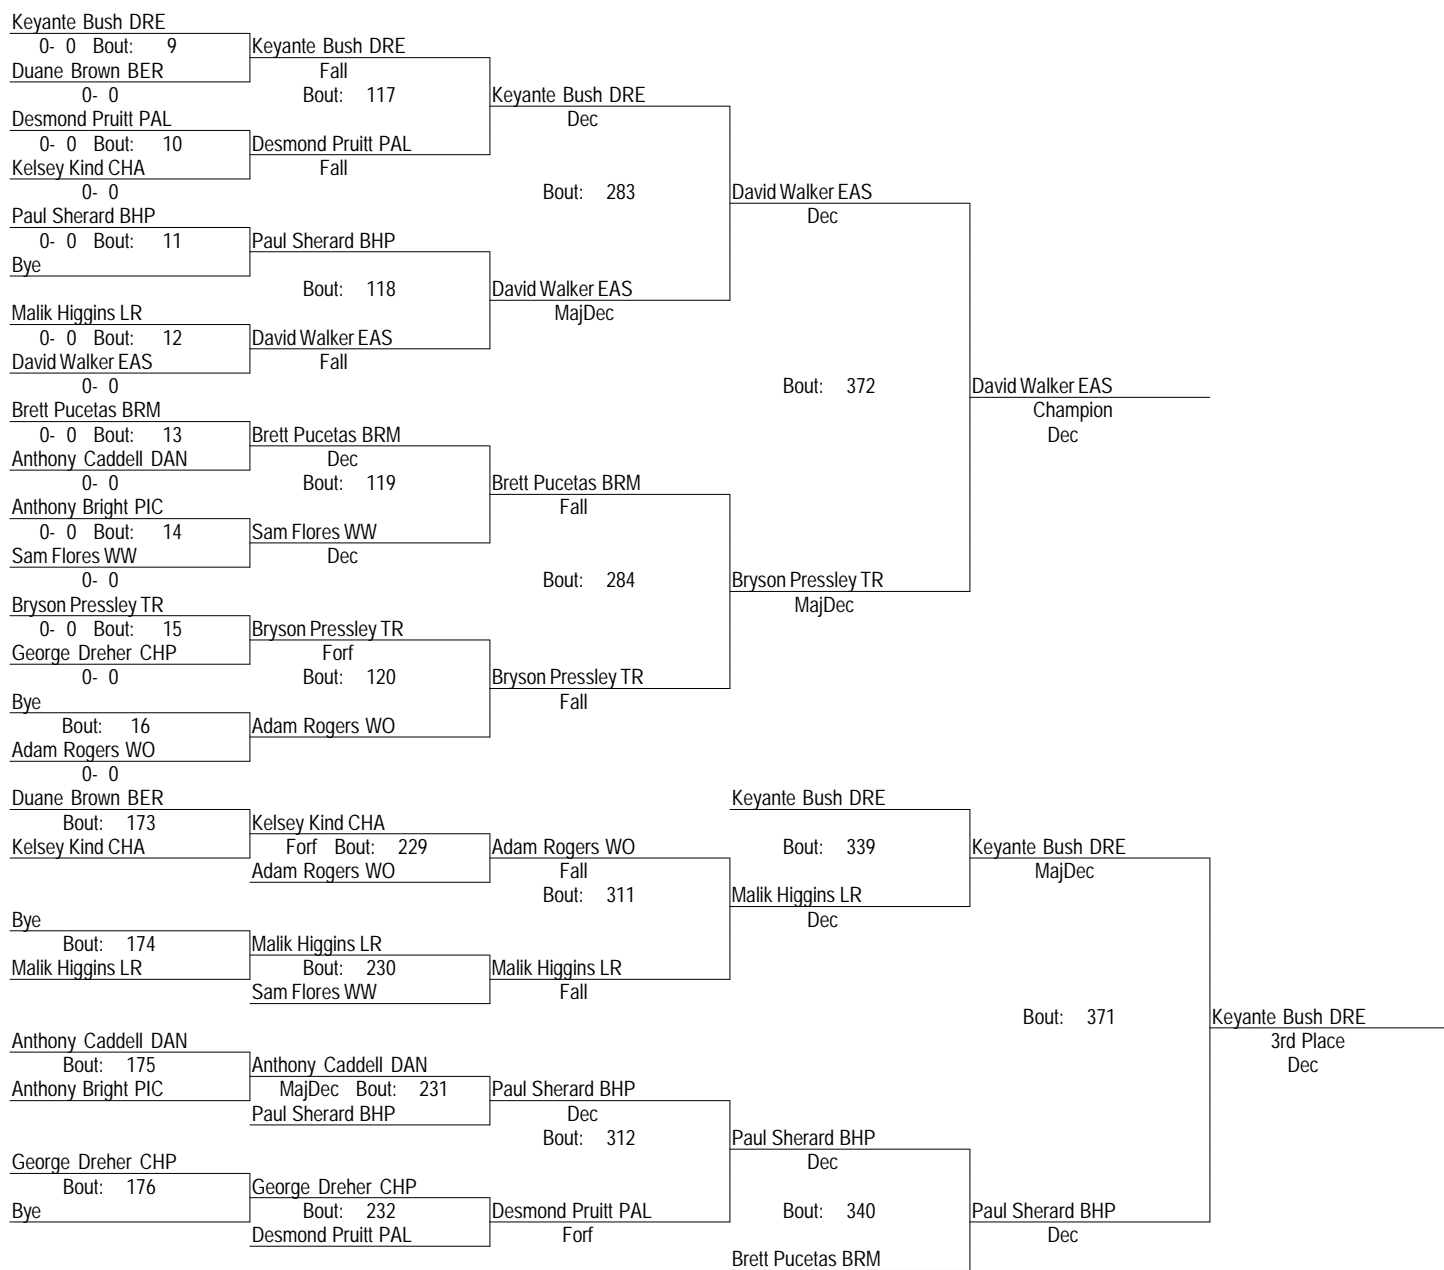 Keyante Bush DRE
0- 0 Bout: 9 Keyante Bush DRE
Duane Brown BER Fall
0- 0 Bout: 117 Keyante Bush DRE
Desmond Pruitt PAL Dec
0- 0 Bout: 10 Desmond Pruitt PAL
Kelsey Kind CHA Fall
0- 0 Bout: 283 David Walker EAS
Paul Sherard BHP Dec
0- 0 Bout: 11 Paul Sherard BHP
Bye
Bout: 118 David Walker EAS
Malik Higgins LR MajDec
0- 0 Bout: 12 David Walker EAS
David Walker EAS Fall
0- 0 Bout: 372 David Walker EAS
Brett Pucetas BRM Champion
0- 0 Bout: 13 Brett Pucetas BRM Dec
Anthony Caddell DAN Dec
0- 0 Bout: 119 Brett Pucetas BRM
Anthony Bright PIC Fall
0- 0 Bout: 14 Sam Flores WW
Sam Flores WW Dec
0- 0 Bout: 284 Bryson Pressley TR
Bryson Pressley TR MajDec
0- 0 Bout: 15 Bryson Pressley TR
George Dreher CHP Forf
0- 0 Bout: 120 Bryson Pressley TR
Bye Fall
Bout: 16 Adam Rogers WO
Adam Rogers WO
0- 0
Duane Brown BER Keyante Bush DRE
Bout: 173 Kelsey Kind CHA
Kelsey Kind CHA Forf Bout: 229 Adam Rogers WO Bout: 339 Keyante Bush DRE
Adam Rogers WO Fall MajDec
Bout: 311 Malik Higgins LR
Bye Dec
Bout: 174 Malik Higgins LR
Malik Higgins LR Bout: 230 Malik Higgins LR
Sam Flores WW Fall
Bout: 371 Keyante Bush DRE
Anthony Caddell DAN 3rd Place
Bout: 175 Anthony Caddell DAN Dec
Anthony Bright PIC MajDec Bout: 231 Paul Sherard BHP
Paul Sherard BHP Dec
Bout: 312 Paul Sherard BHP
George Dreher CHP Dec
Bout: 176 George Dreher CHP
Bye Bout: 232 Desmond Pruitt PAL Bout: 340 Paul Sherard BHP
Desmond Pruitt PAL Forf Dec
Brett Pucetas BRM